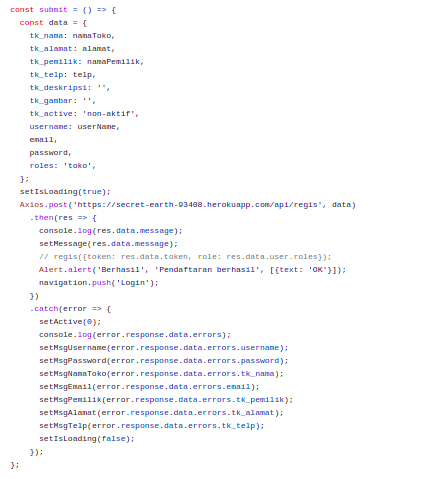 const submit = () => {
const data = {
tk_nama: namaToko,
tk_alamat: alamat,
tk_pemilik: namaPemilik,
tk_telp: telp,
tk_deskripsi: '',
tk_gambar: '',
tk_active: 'non-aktif',
username: userName,
email,
password,
roles: 'toko',
};
setIsLoading(true);
Axios.post('https://secret-earth-93408.herokuapp.com/api/regis', data)
.then(res => {
console.log(res.data.message);
setMessage(res.data.message);
// regis({token: res.data.token, role: res.data.user.roles});
Alert.alert('Berhasil', 'Pendaftaran berhasil', [{text: 'OK'}]);
navigation.push('Login');
})
.catch(error => {
setActive(0);
console.log(error.response.data.errors);
setMsgUsername(error.response.data.errors.username);
setMsgPassword(error.response.data.errors.password);
setMsgNamaToko(error.response.data.errors.tk_nama);
setMsgEmail(error.response.data.errors.email);
setMsgPemilik(error.response.data.errors.tk_pemilik);
setMsgAlamat(error.response.data.errors.tk_alamat);
setMsgTelp(error.response.data.errors.tk_telp);
setIsLoading(false);
});
};